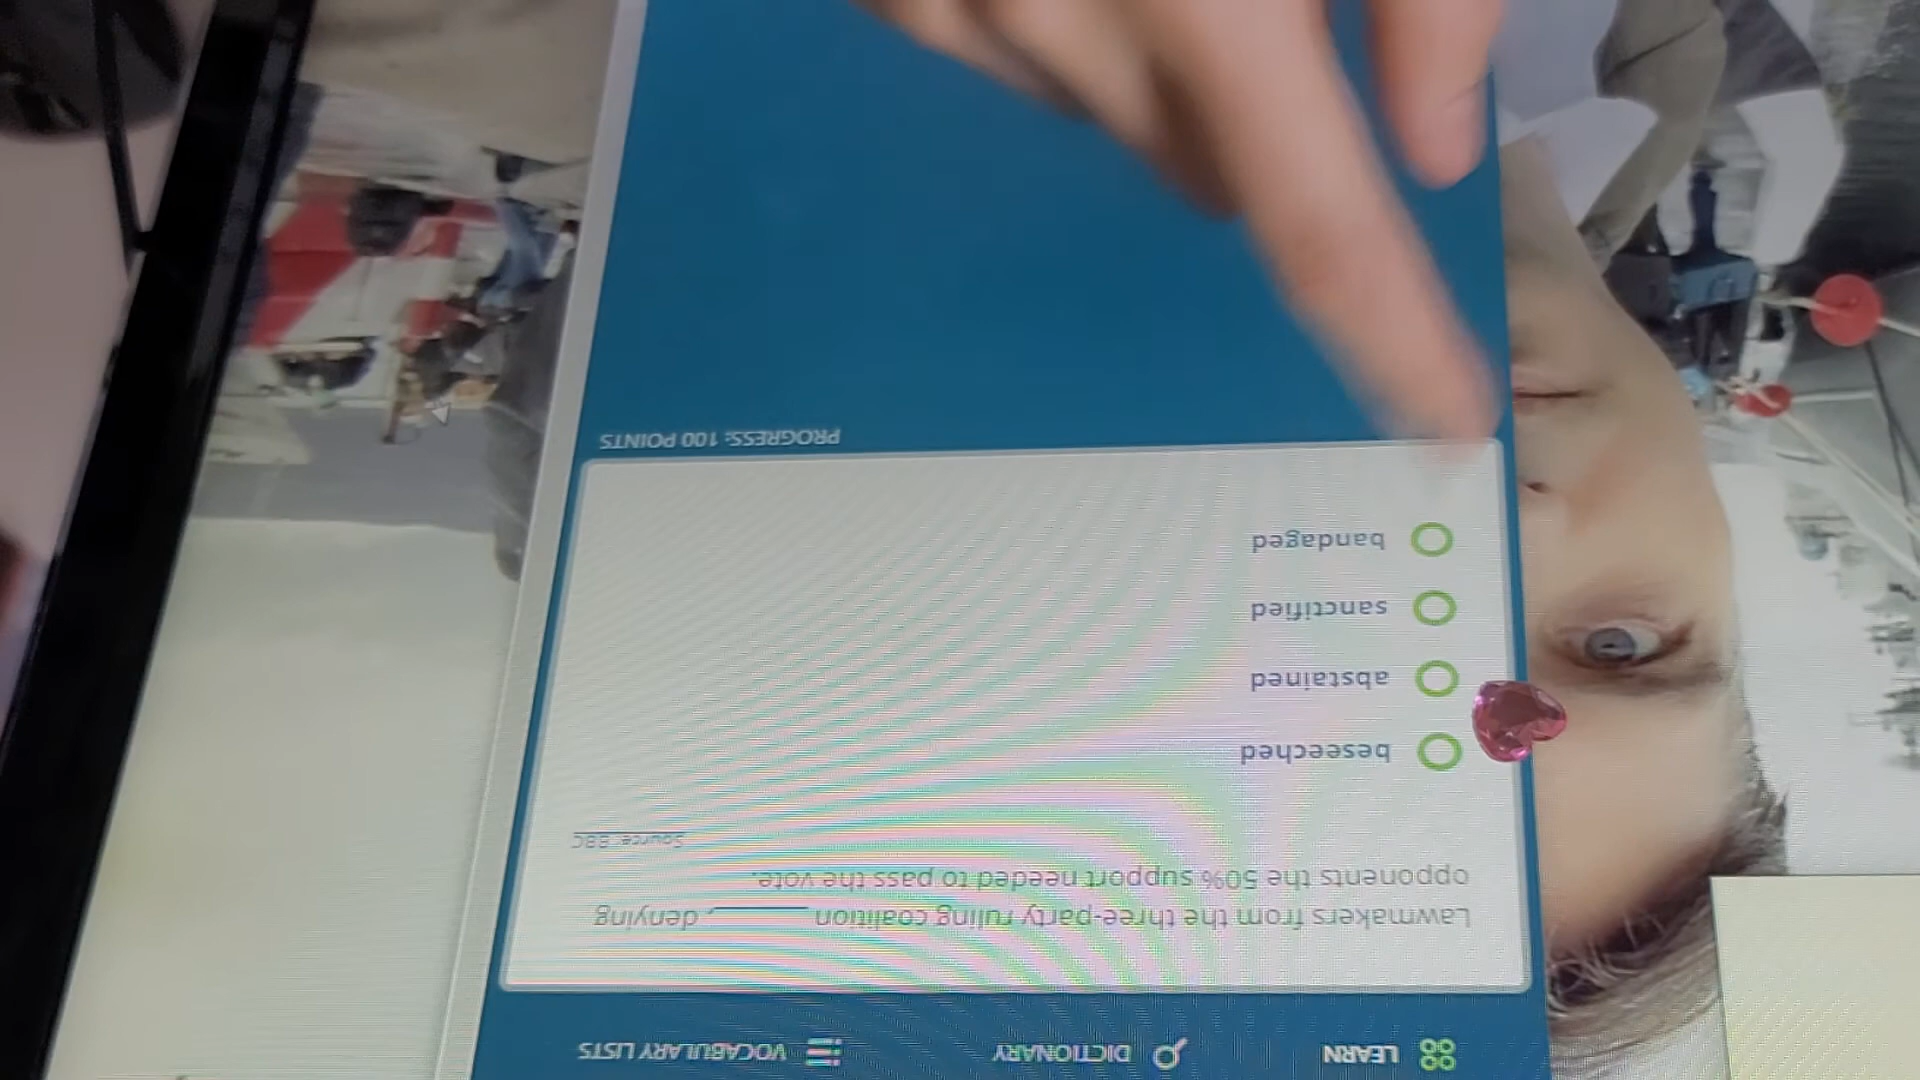 LEARN DICTIONARY VOCABULARY LISTS
Lawmakers from the three-party ruling coalition ________, denying
opponents the 50% support needed to pass the vote.
Source: BBC
beseeched
abstained
sanctified
bandaged
PROGRESS: 100 POINTS